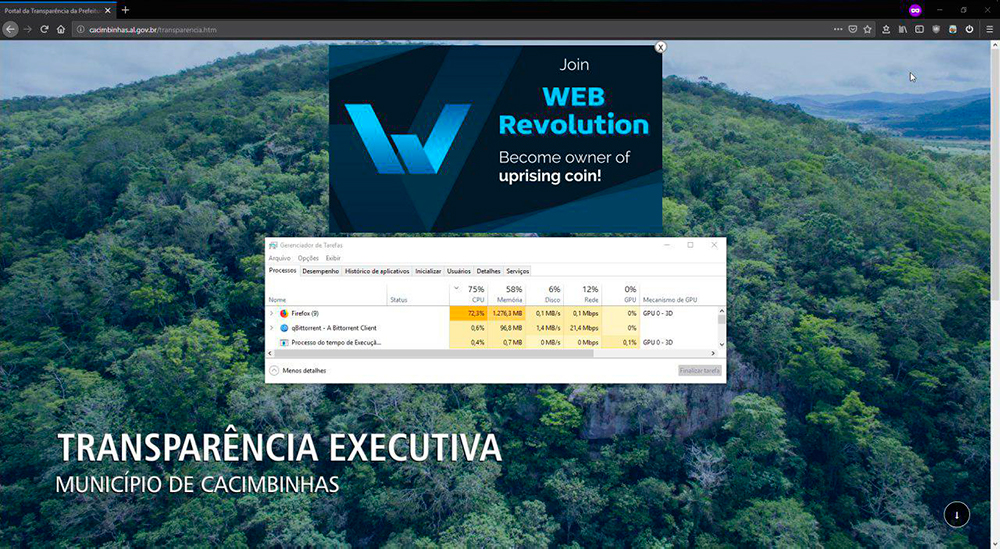 Portal da Transparência da Prefeitu
cacimbinhas.al.gov.br/transparencia.htm
X
Join
WEB
Revolution
Become owner of
uprising coin!
Gerenciador de Tarefas
Arquivo Opções Exibir
Processos Desempenho Histórico de aplicativos Inicializar Usuários Detalhes Serviços
75% 58% 6% 12% 0%
Nome Status CPU Memória Disco Rede GPU Mecanismo de GPU
Firefox (9) 72,3% 1.276,3 MB 0,1 MB/s 0,1 Mbps 0% GPU 0 - 3D
qBittorrent - A Bittorrent Client 0,6% 96,8 MB 1,4 MB/s 21,4 Mbps 0%
Processo do tempo de Execuçã... 0,4% 0,7 MB 0 MB/s 0 Mbps 0,1% GPU 0 - 3D
Menos detalhes Finalizar tarefa
TRANSPARÊNCIA EXECUTIVA
MUNICÍPIO DE CACIMBINHAS